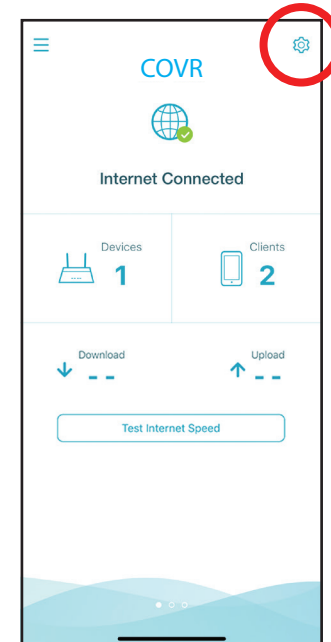 COVR
Internet Connected
Devices
1
Clients
2
Download
- -
Upload
- -
Test Internet Speed